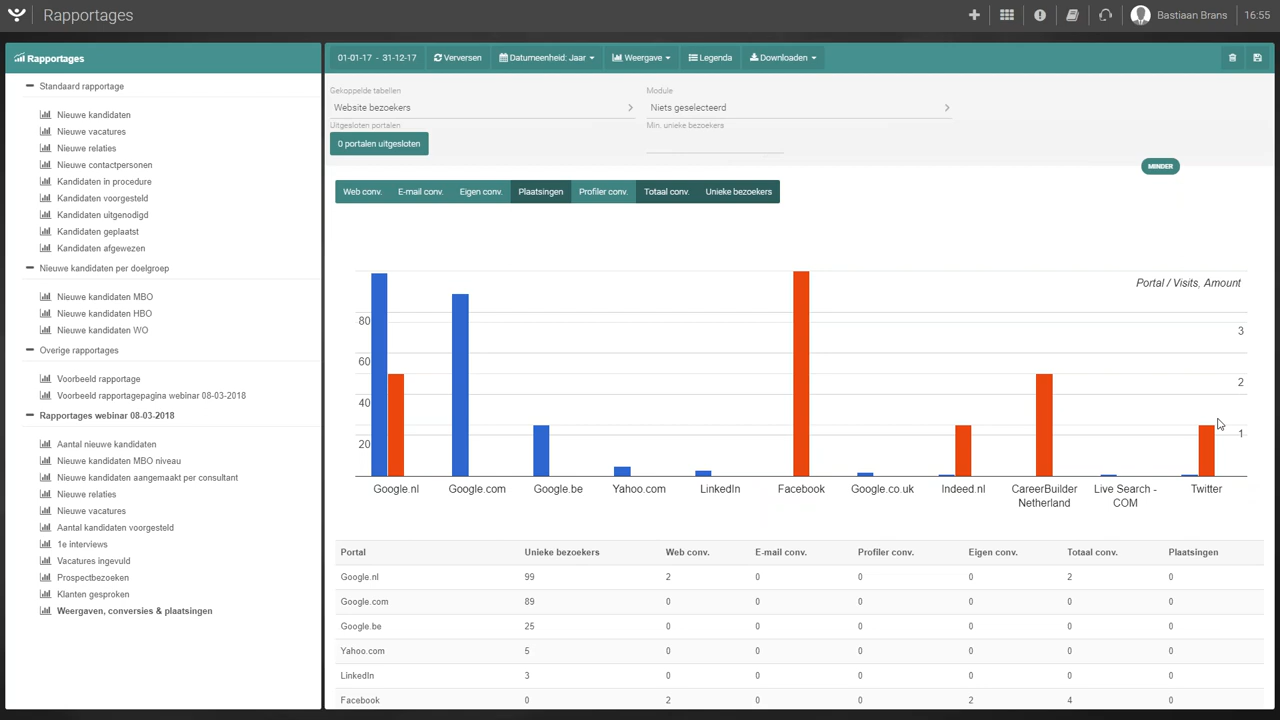 Rapportages
Bastiaan Brans
16:55
Rapportages
Standaard rapportage
Nieuwe kandidaten
Nieuwe vacatures
Nieuwe relaties
Nieuwe contactpersonen
Kandidaten in procedure
Kandidaten voorgesteld
Kandidaten uitgenodigd
Kandidaten geplaatst
Kandidaten afgewezen
Nieuwe kandidaten per doelgroep
Nieuwe kandidaten MBO
Nieuwe kandidaten HBO
Nieuwe kandidaten WO
Overige rapportages
Voorbeeld rapportage
Voorbeeld rapportagepagina webinar 08-03-2018
Rapportages webinar 08-03-2018
Aantal nieuwe kandidaten
Nieuwe kandidaten MBO niveau
Nieuwe kandidaten aangemaakt per consultant
Nieuwe relaties
Nieuwe vacatures
Aantal kandidaten voorgesteld
1e interviews
Vacatures ingevuld
Prospectbezoeken
Klanten gesproken
Weergaven, conversies & plaatsingen
01-01-17 - 31-12-17 Verversen Datumeenheid: Jaar Weergave Legenda Downloaden
Gekoppelde tabellen Module
Website bezoekers Niets geselecteerd
Uitgesloten portalen Min. unieke bezoekers
0 portalen uitgesloten
MINDER
Web conv. E-mail conv. Eigen conv. Plaatsingen Profiler conv. Totaal conv. Unieke bezoekers
Portal / Visits, Amount
80 3
60 2
40
20 1
Google.nl Google.com Google.be Yahoo.com LinkedIn Facebook Google.co.uk Indeed.nl CareerBuilder Live Search - Twitter
Netherland COM
Portal Unieke bezoekers Web conv. E-mail conv. Profiler conv. Eigen conv. Totaal conv. Plaatsingen
Google.nl 99 2 0 0 0 2 0
Google.com 89 0 0 0 0 0 0
Google.be 25 0 0 0 0 0 0
Yahoo.com 5 0 0 0 0 0 0
LinkedIn 3 0 0 0 0 0 0
Facebook 0 2 0 0 2 4 0